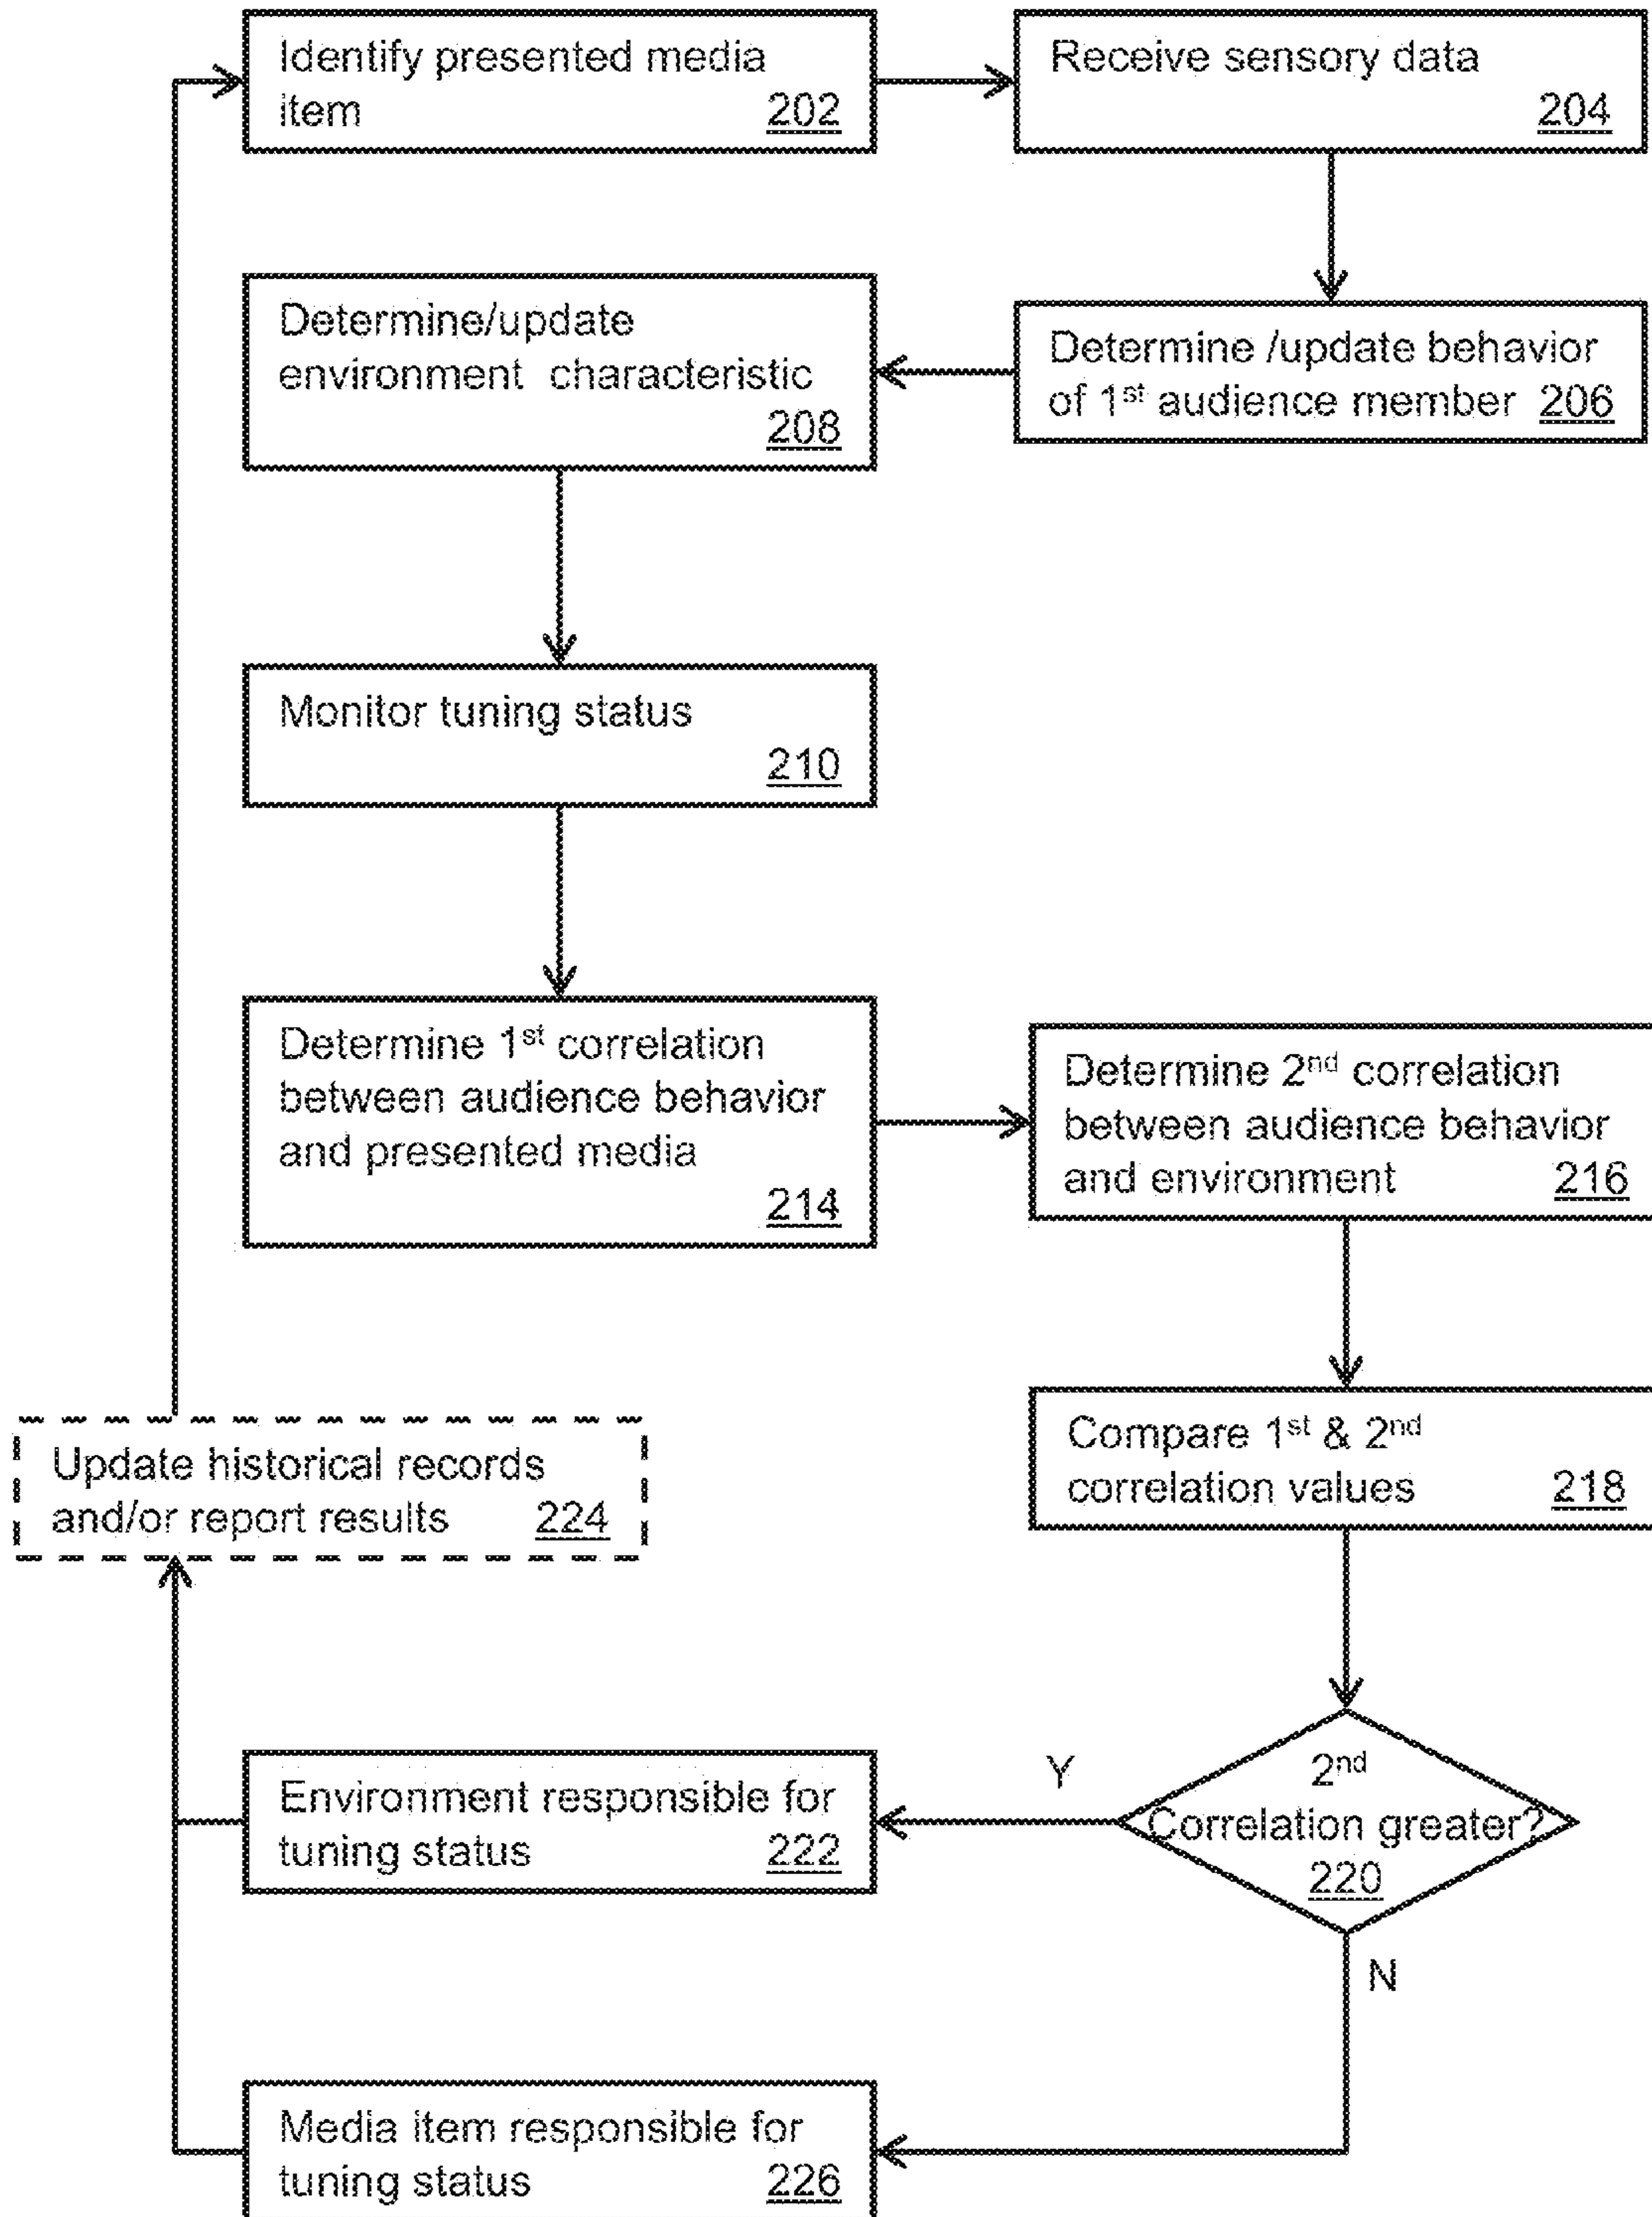 Identify presented media
item 202
Receive sensory data
204
Determine/update
environment characteristic
208
Determine /update behavior
of 1st audience member 206
Monitor tuning status
210
Determine 1st correlation
between audience behavior
and presented media
214
Determine 2nd correlation
between audience behavior
and environment 216
Compare 1st & 2nd
correlation values 218
Update historical records
and/or report results 224
2nd
Correlation greater?
220
Y
N
Environment responsible for
tuning status 222
Media item responsible for
tuning status 226